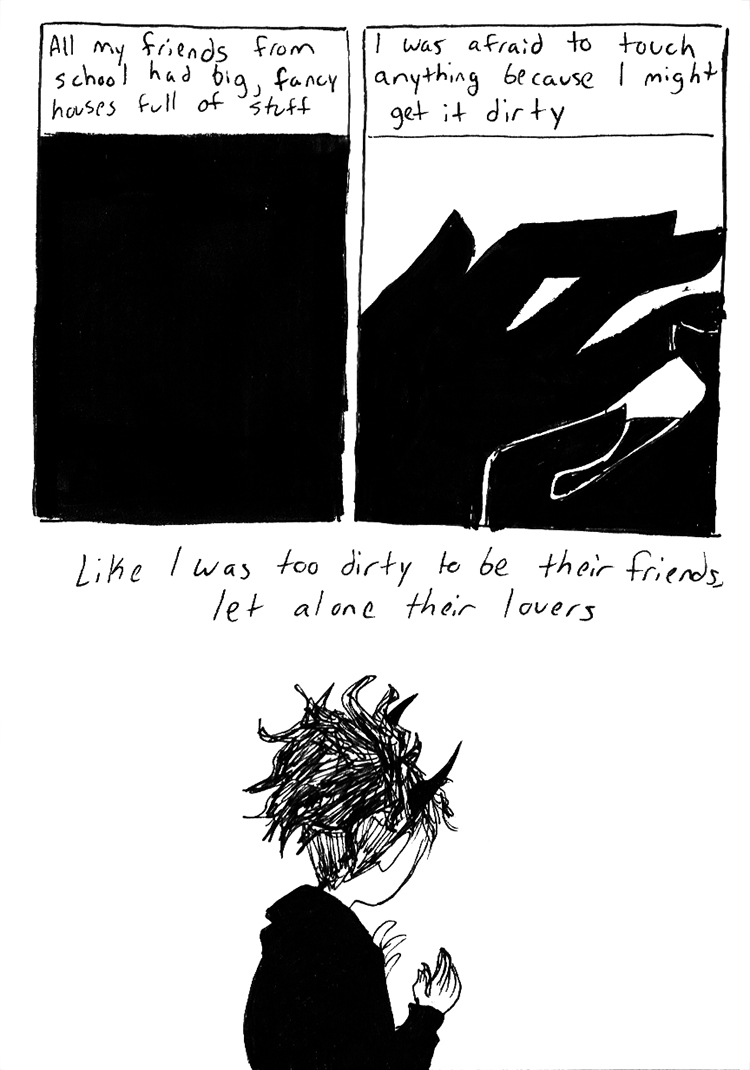 All my friends from
school had big, fancy
houses full of stuff
I was afraid to touch
anything because I might
get it dirty
Like I was too dirty to be their friends,
let alone their lovers